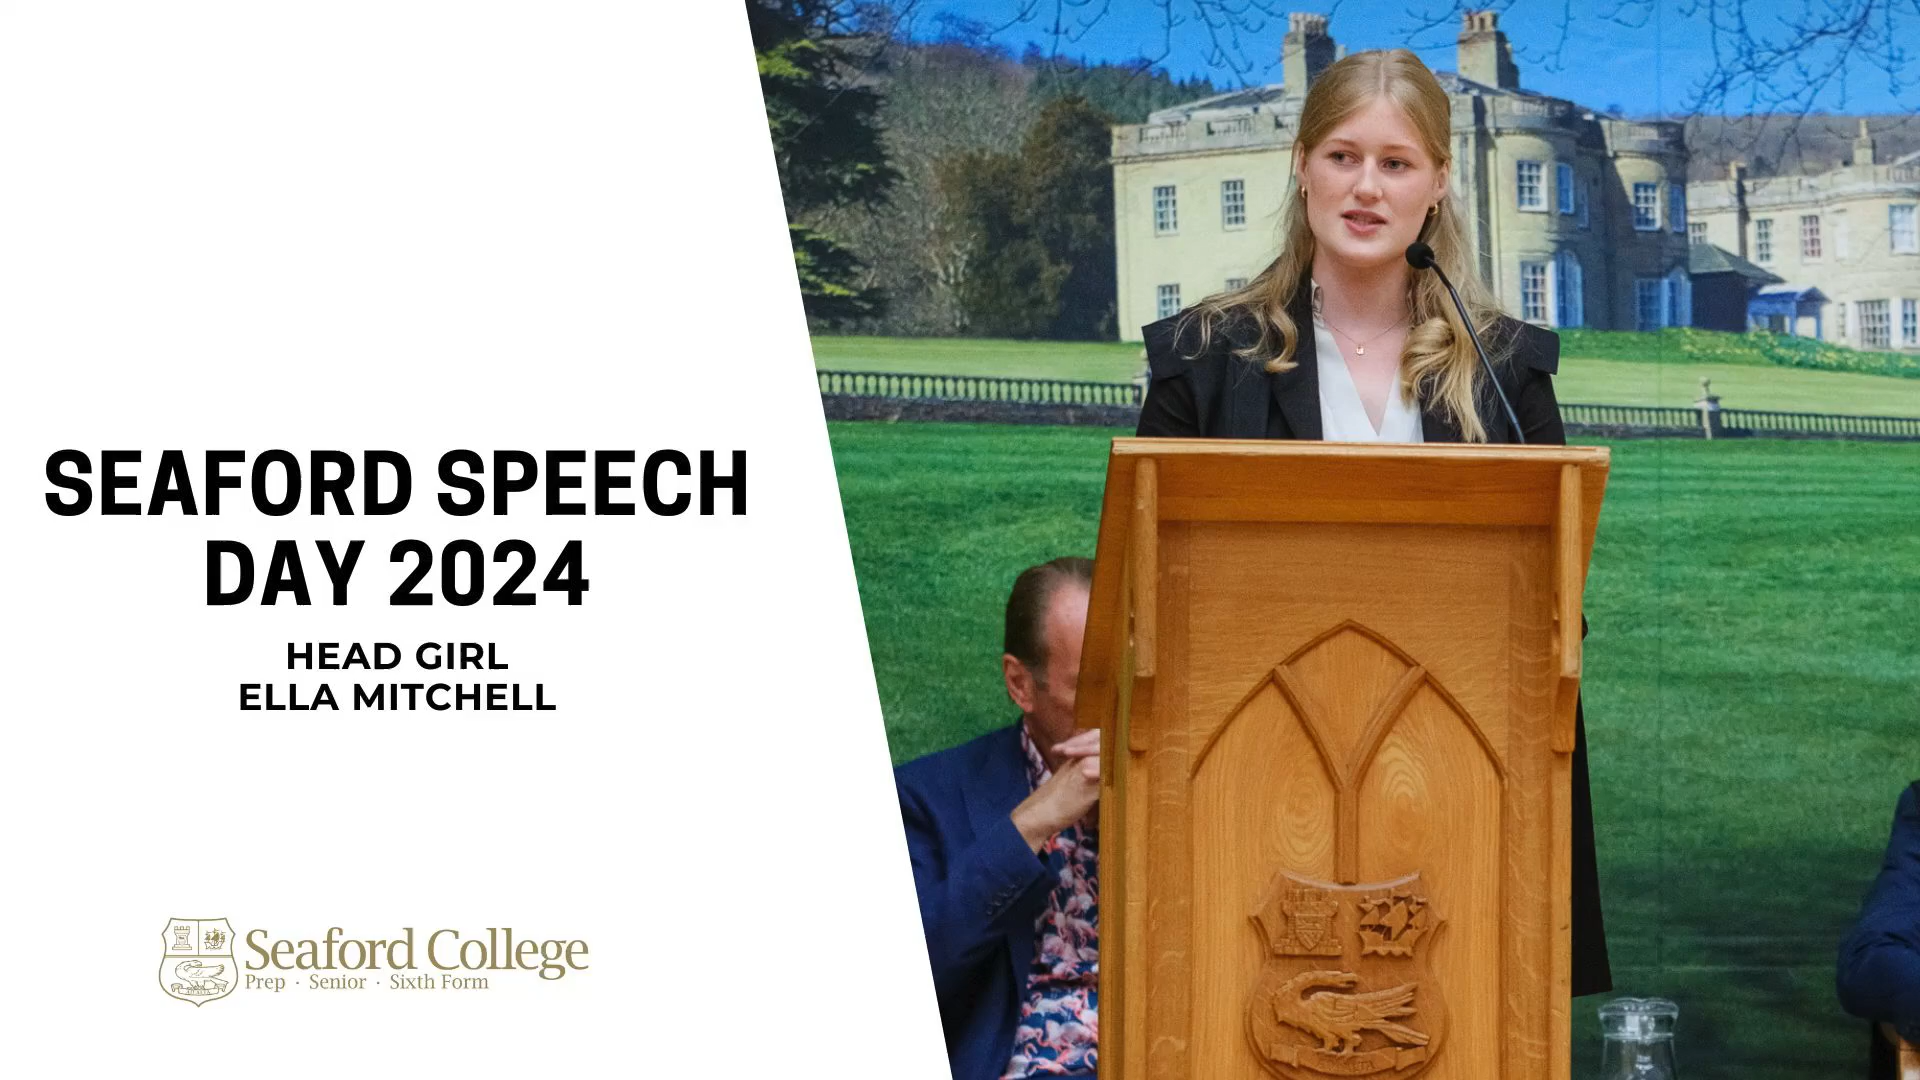 SEAFORD SPEECH
DAY 2024
HEAD GIRL
ELLA MITCHELL
Seaford College
Prep · Senior · Sixth Form